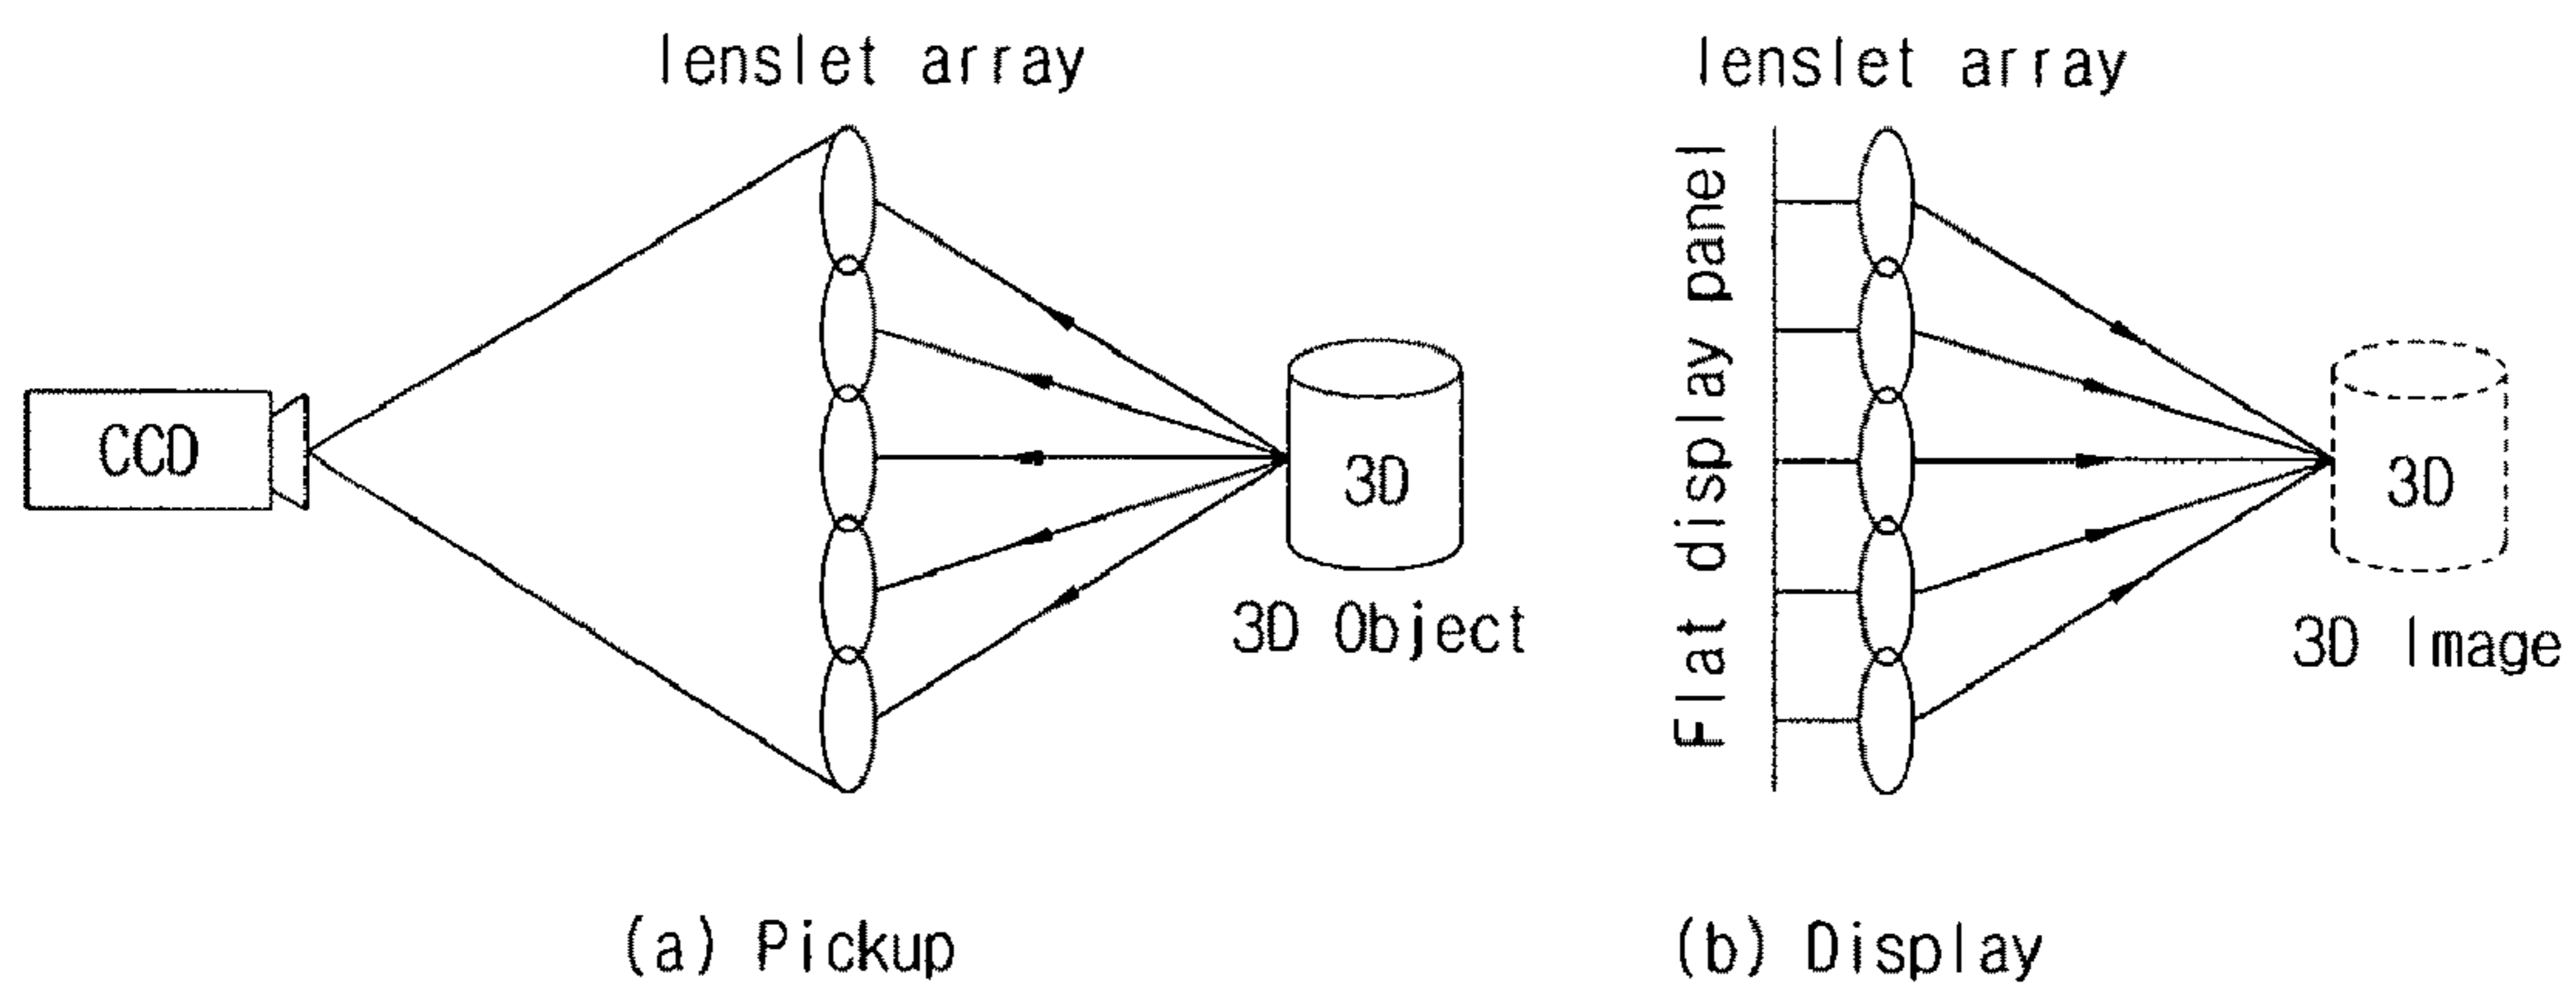 lenslet array
CCD
3D
3D Object
(a) Pickup
lenslet array
Flat display panel
3D
3D Image
(b) Display